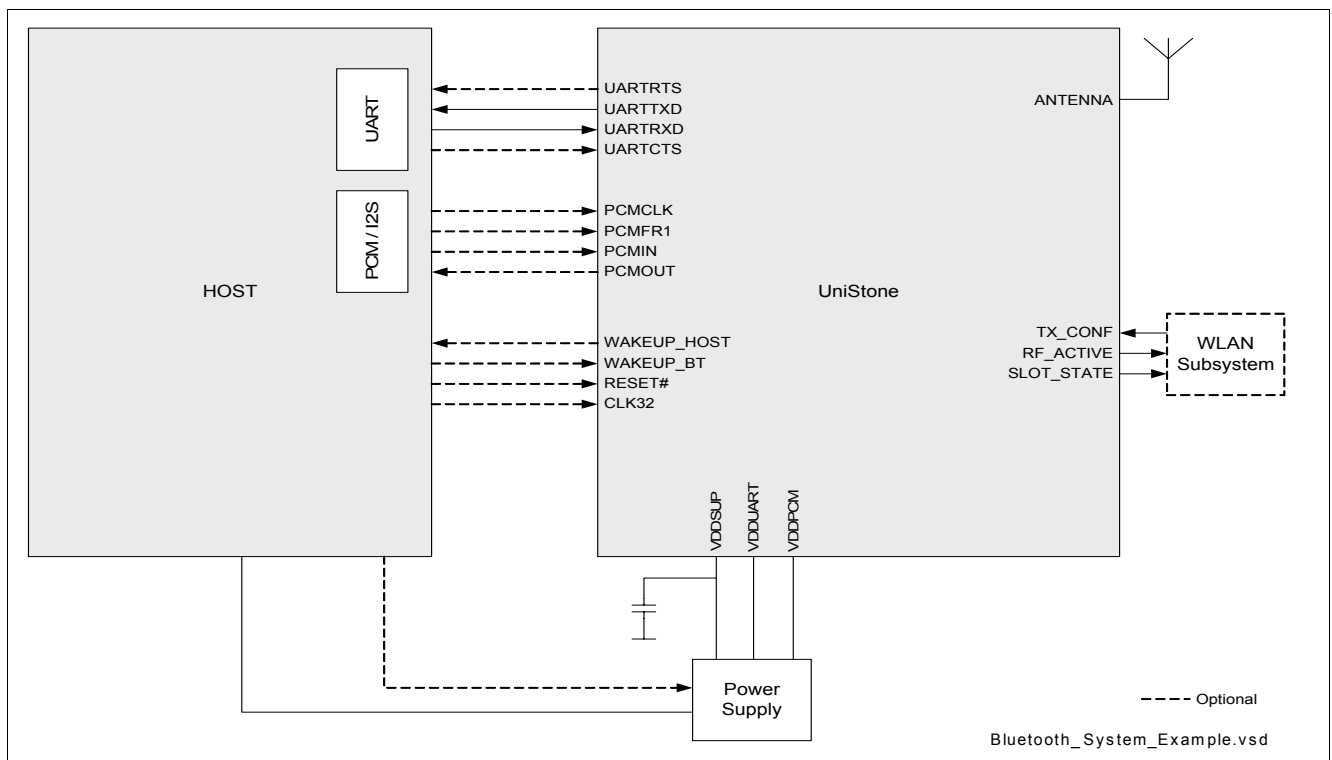 HOST
UART
PCM / I2S
UARTRTS
UARTTXD
UARTRXD
UARTCTS
PCMCLK
PCMFR1
PCMIN
PCMOUT
WAKEUP_HOST
WAKEUP_BT
RESET#
CLK32
UniStone
ANTENNA
TX_CONF
RF_ACTIVE
SLOT_STATE
WLAN
Subsystem
VDDSUP
VDDUART
VDDPCM
Power
Supply
Optional
Bluetooth_System_Example.vsd